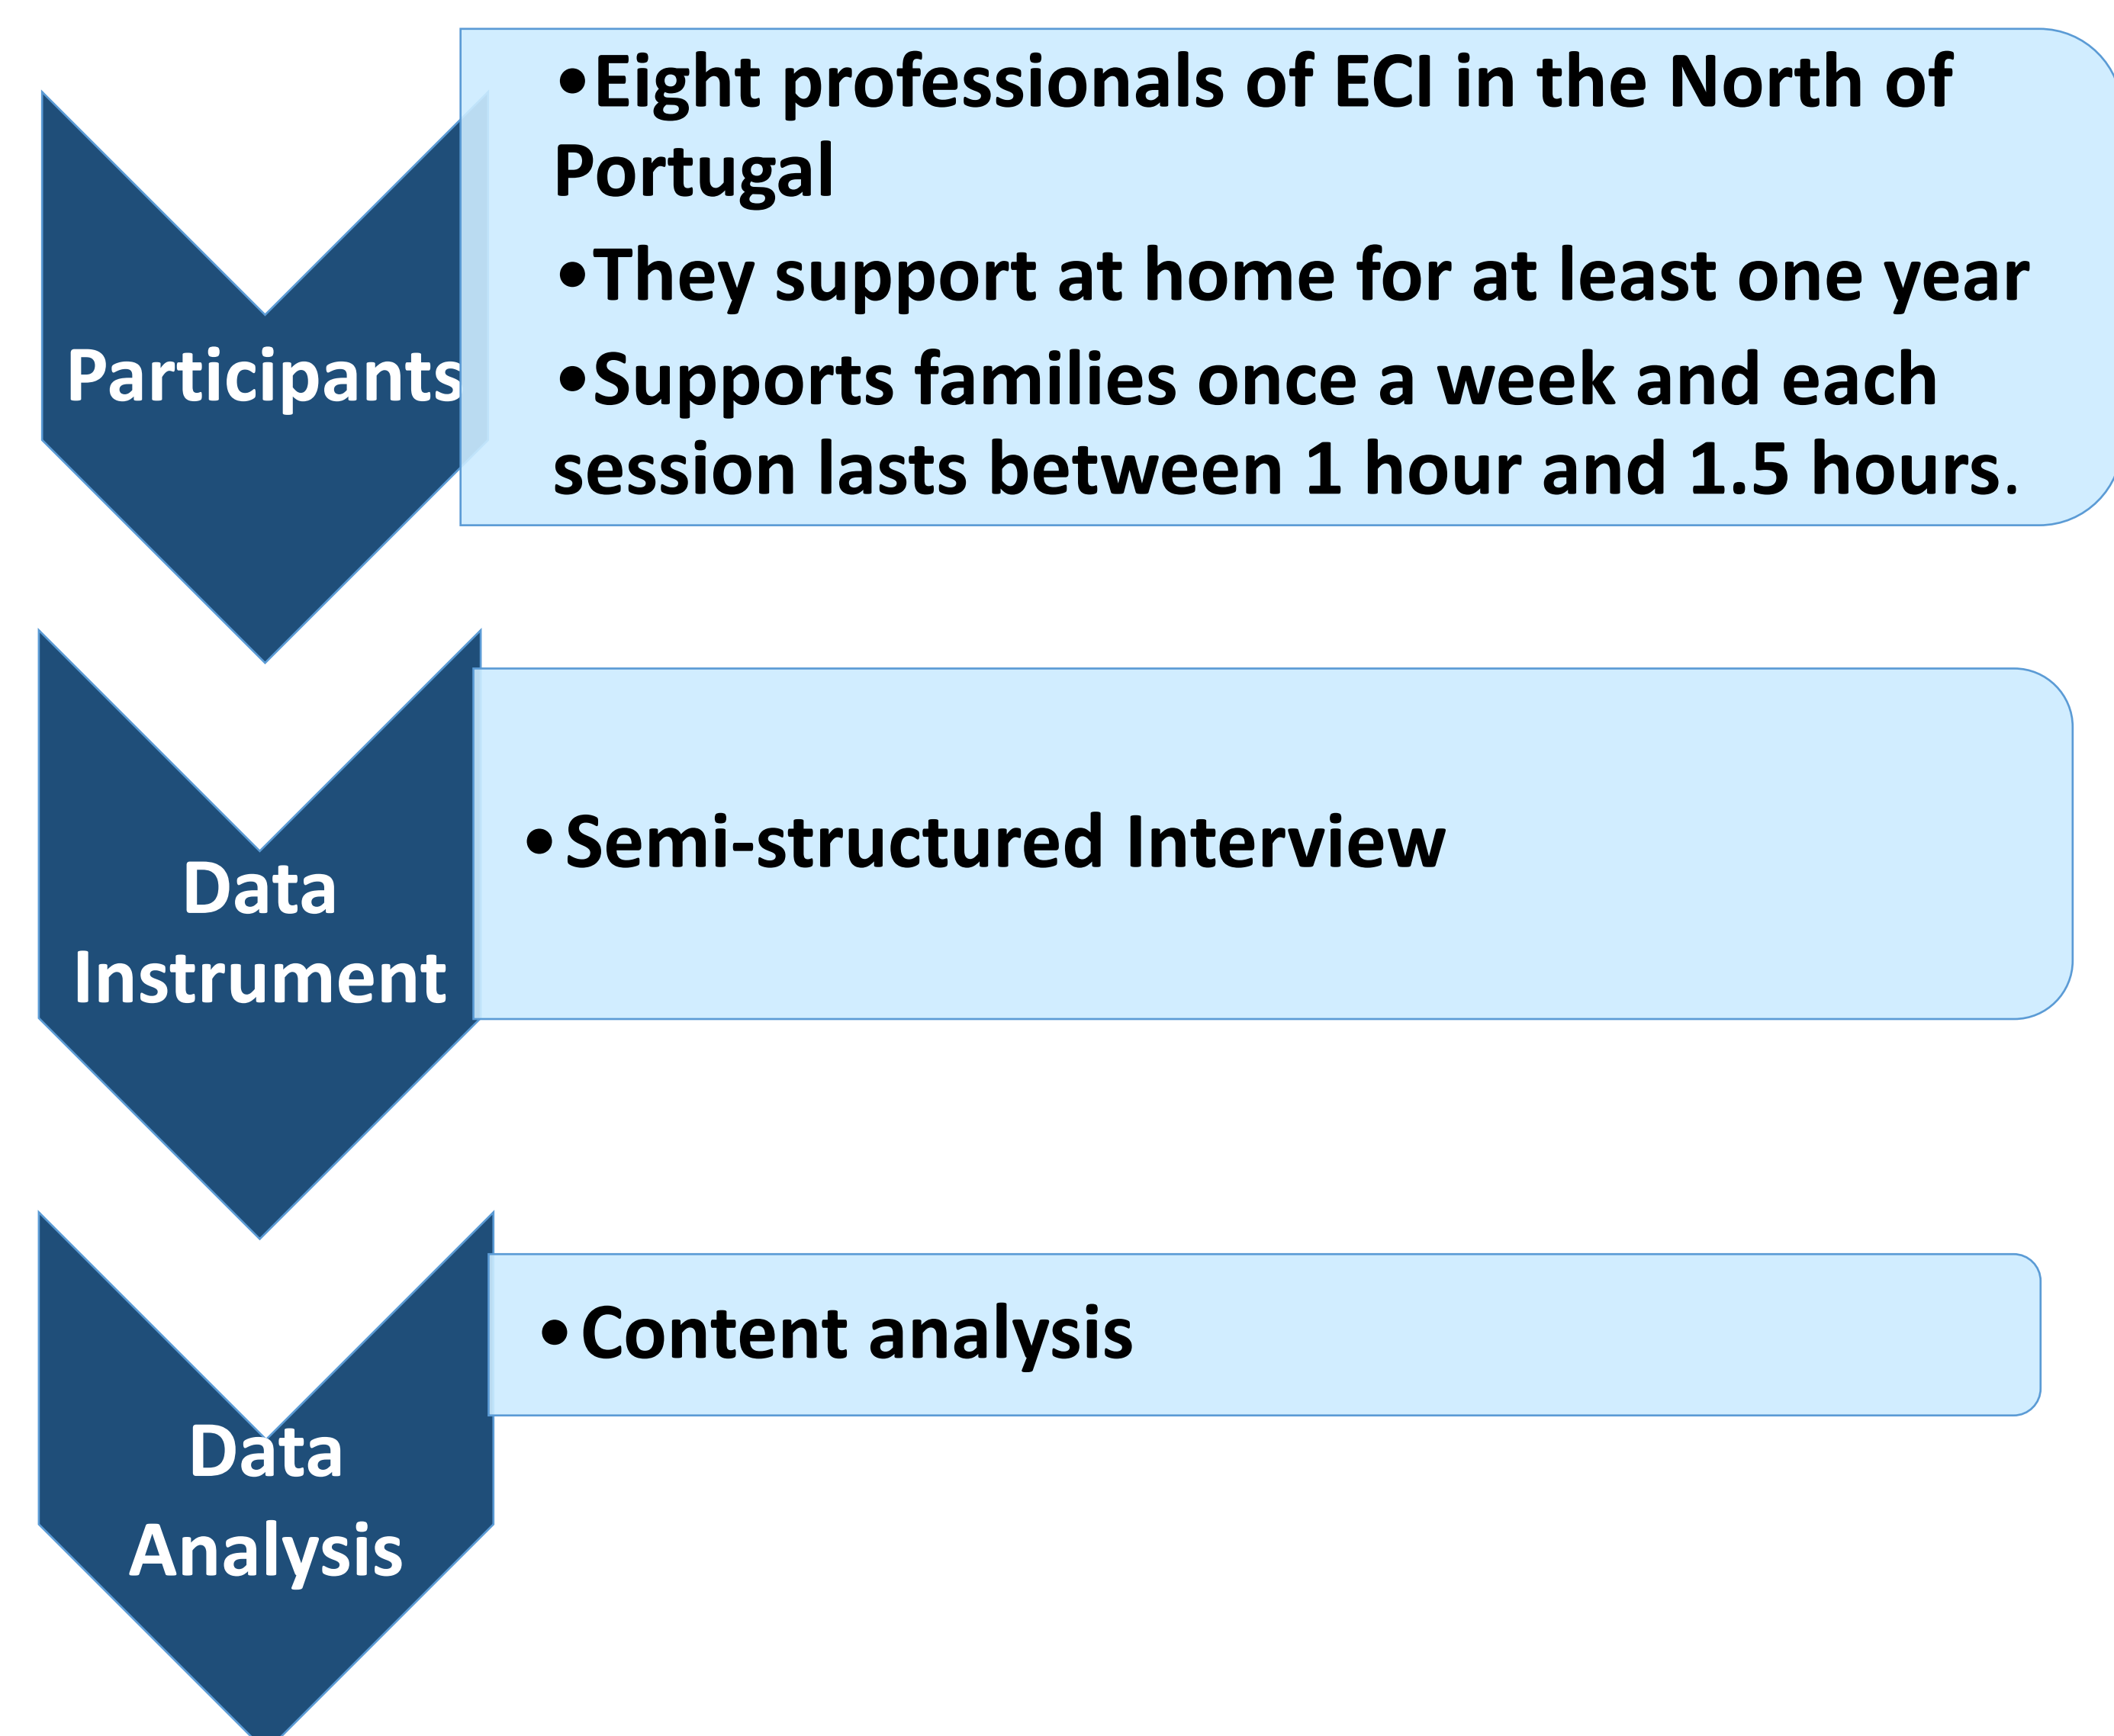 Participants
•Eight professionals of ECI in the North of
Portugal
•They support at home for at least one year
•Supports families once a week and each
session lasts between 1 hour and 1.5 hours.
Data
Instrument
•Semi-structured Interview
Data
Analysis
•Content analysis